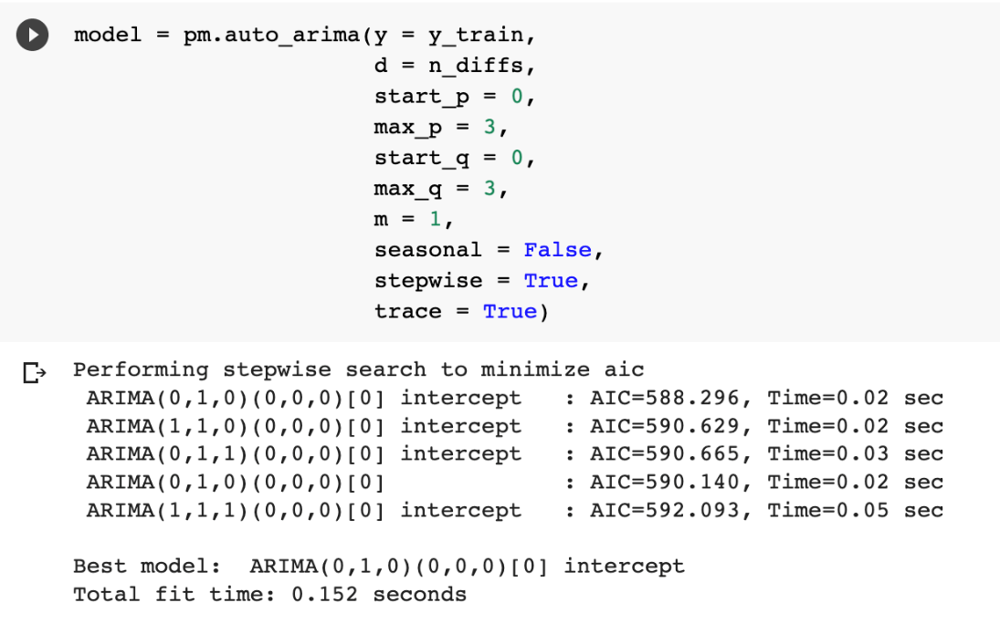 model = pm.auto_arima(y = y_train,
d = n_diffs,
start_p = 0,
max_p = 3,
start_q = 0,
max_q = 3,
m = 1,
seasonal = False,
stepwise = True,
trace = True)
Performing stepwise search to minimize aic
ARIMA(0,1,0)(0,0,0)[0] intercept   : AIC=588.296, Time=0.02 sec
ARIMA(1,1,0)(0,0,0)[0] intercept   : AIC=590.629, Time=0.02 sec
ARIMA(0,1,1)(0,0,0)[0] intercept   : AIC=590.665, Time=0.03 sec
ARIMA(0,1,0)(0,0,0)[0]             : AIC=590.140, Time=0.02 sec
ARIMA(1,1,1)(0,0,0)[0] intercept   : AIC=592.093, Time=0.05 sec
Best model:  ARIMA(0,1,0)(0,0,0)[0] intercept
Total fit time: 0.152 seconds